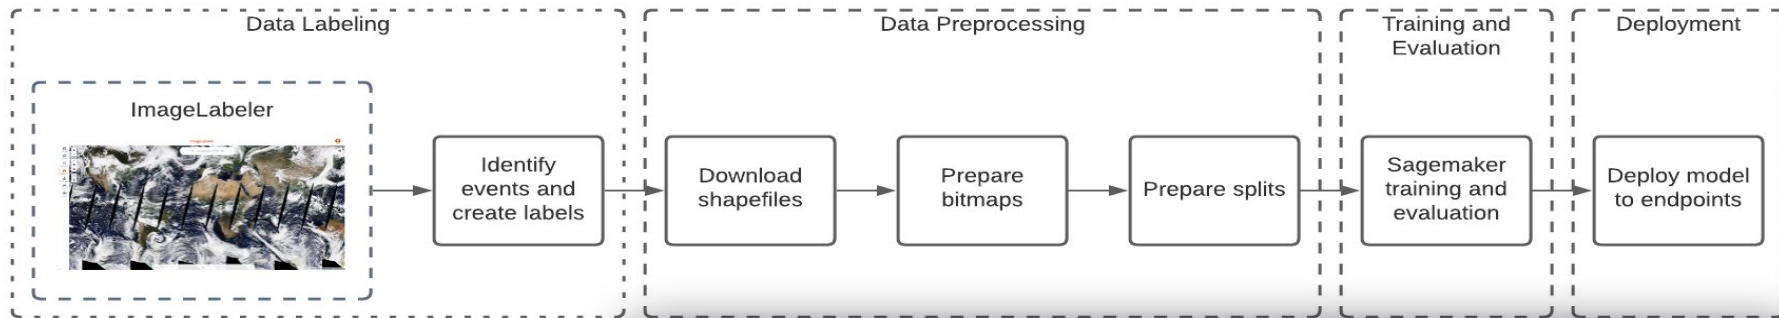 Data Labeling
ImageLabeler
Identify
events and
create labels
Data Preprocessing
Download
shapefiles
Prepare
bitmaps
Prepare splits
Training and
Evaluation
Sagemaker
training and
evaluation
Deployment
Deploy model
to endpoints